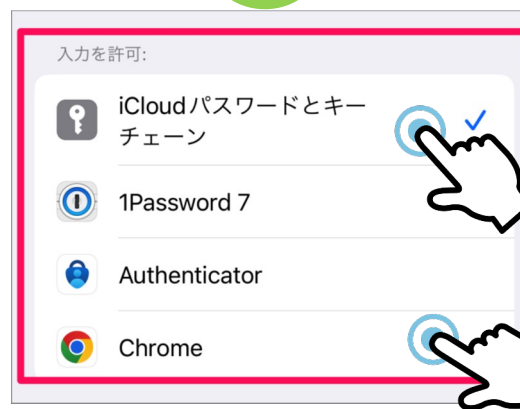 入力を許可:
iCloudパスワードとキー
チェーン
1Password 7
Authenticator
Chrome